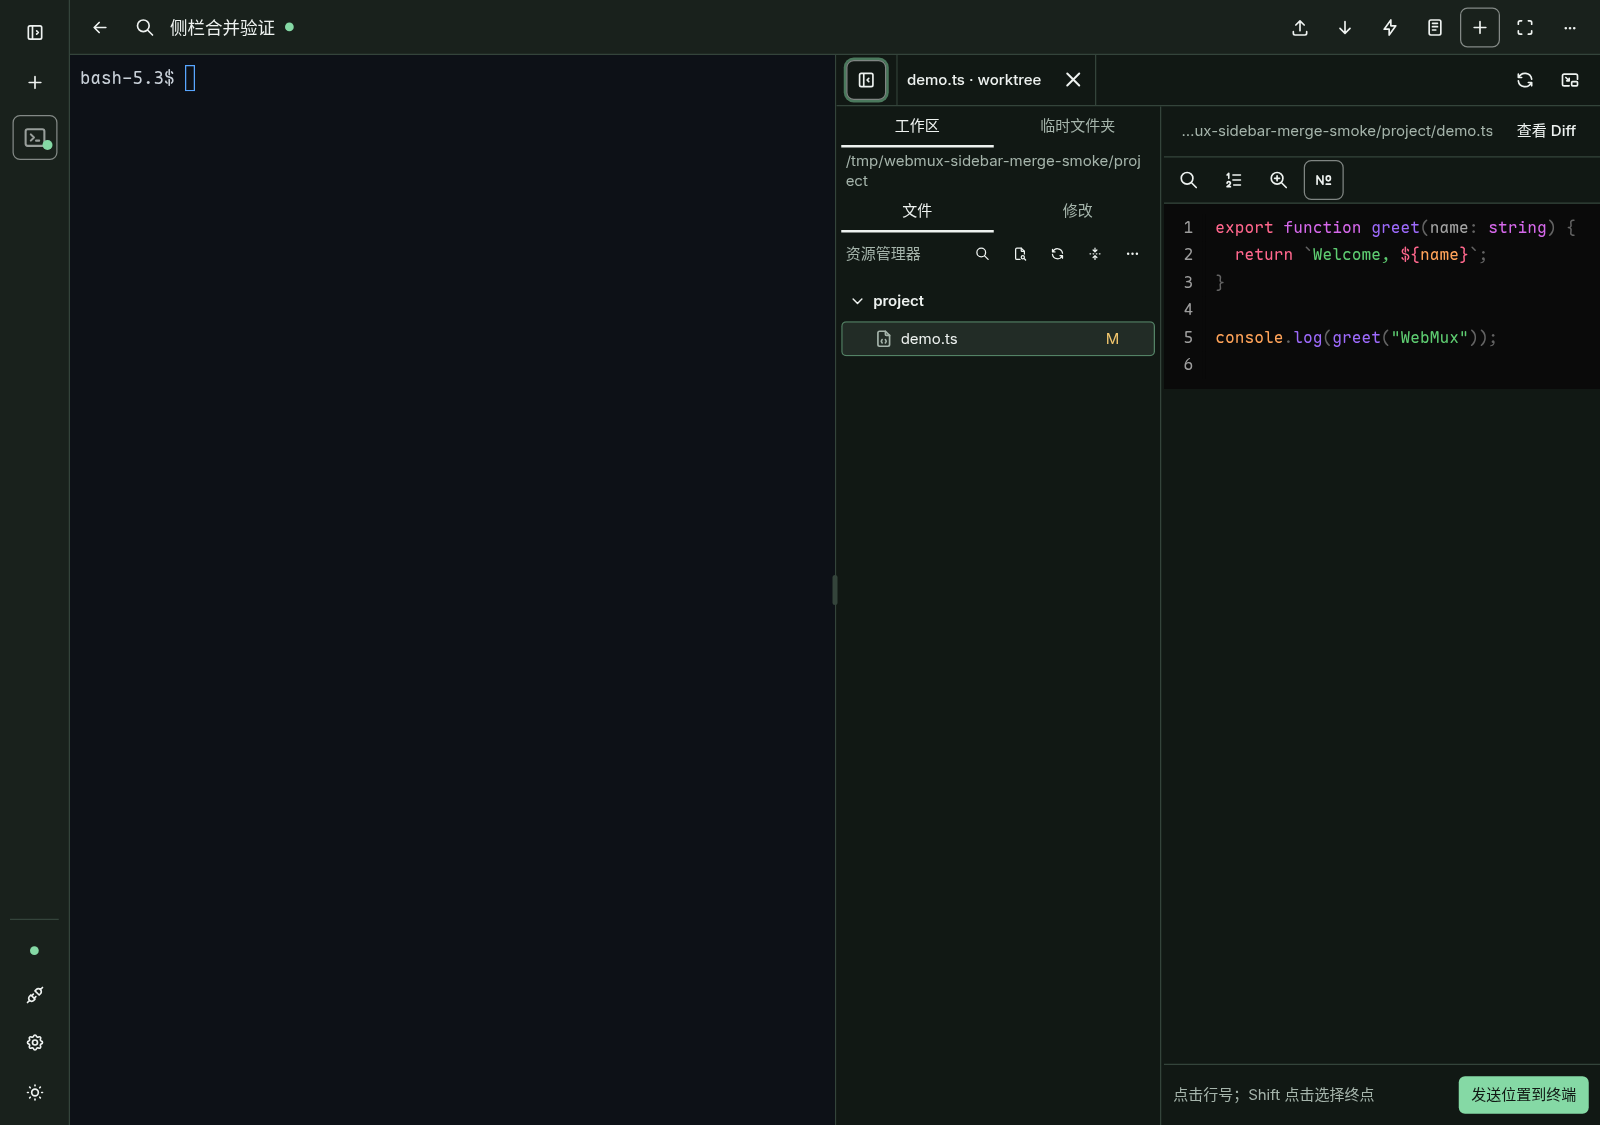 侧栏合并验证
bash-5.3$
demo.ts · worktree
工作区
临时文件夹
/tmp/webmux-sidebar-merge-smoke/proj
ect
文件
修改
资源管理器
project
demo.ts
M
...ux-sidebar-merge-smoke/project/demo.ts
查看 Diff
1 export function greet(name: string) {
2   return `Welcome, ${name}`;
3 }
4
5 console.log(greet("WebMux"));
6
点击行号；Shift 点击选择终点
发送位置到终端